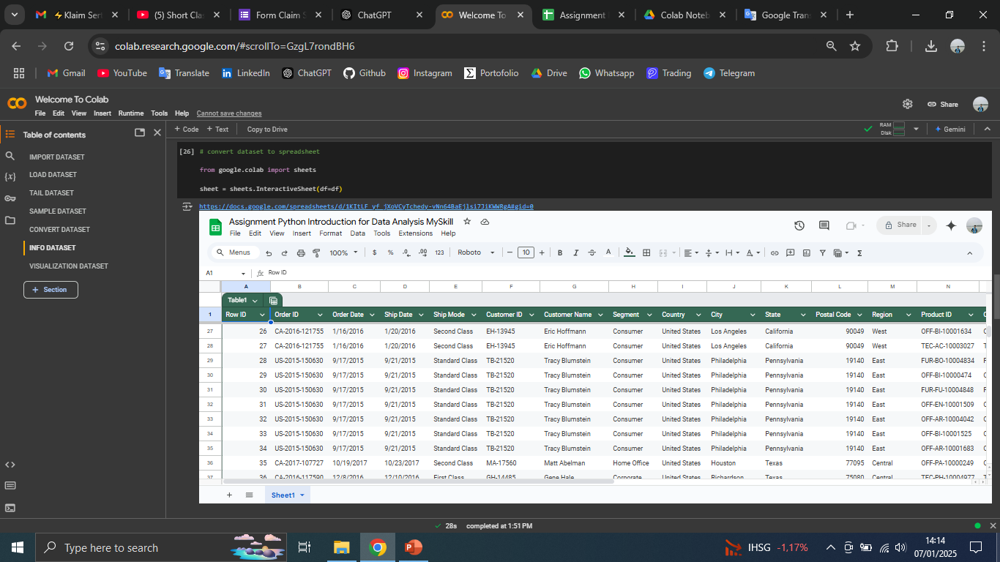 ⚡Klaim Sert
(5) Short Cla
Form Claim S
ChatGPT
Welcome To
Assignment
Colab Noteb
Google Tran
colab.research.google.com/#scrollTo=GzgL7rondBH6
Gmail YouTube Translate LinkedIn ChatGPT Github Instagram Portofolio Drive Whatsapp Trading Telegram
Welcome To Colab
File Edit View Insert Runtime Tools Help Cannot save changes
Share
Table of contents
+ Code + Text Copy to Drive
RAM
Disk
Gemini
IMPORT DATASET
LOAD DATASET
TAIL DATASET
SAMPLE DATASET
CONVERT DATASET
INFO DATASET
VISUALIZATION DATASET
+ Section
[26] # convert dataset to spreadsheet
from google.colab import sheets
sheet = sheets.InteractiveSheet(df=df)
Assignment Python Introduction for Data Analysis MySkill
File Edit View Insert Format Data Tools Extensions Help
Share
Menus 100% $ % .0 .00 123 Roboto 10 B I S A
A1 fx Row ID
A B C D E F G H I J K L M N
Table1
1 Row ID Order ID Order Date Ship Date Ship Mode Customer ID Customer Name Segment Country City State Postal Code Region Product ID
27 26 CA-2016-121755 1/16/2016 1/20/2016 Second Class EH-13945 Eric Hoffmann Consumer United States Los Angeles California 90049 West OFF-BI-10001634
28 27 CA-2016-121755 1/16/2016 1/20/2016 Second Class EH-13945 Eric Hoffmann Consumer United States Los Angeles California 90049 West TEC-AC-10003027
29 28 US-2015-150630 9/17/2015 9/21/2015 Standard Class TB-21520 Tracy Blumstein Consumer United States Philadelphia Pennsylvania 19140 East FUR-BO-10004834
30 29 US-2015-150630 9/17/2015 9/21/2015 Standard Class TB-21520 Tracy Blumstein Consumer United States Philadelphia Pennsylvania 19140 East OFF-BI-10000474
31 30 US-2015-150630 9/17/2015 9/21/2015 Standard Class TB-21520 Tracy Blumstein Consumer United States Philadelphia Pennsylvania 19140 East FUR-FU-10004848
32 31 US-2015-150630 9/17/2015 9/21/2015 Standard Class TB-21520 Tracy Blumstein Consumer United States Philadelphia Pennsylvania 19140 East OFF-EN-10001509
33 32 US-2015-150630 9/17/2015 9/21/2015 Standard Class TB-21520 Tracy Blumstein Consumer United States Philadelphia Pennsylvania 19140 East OFF-AR-10004042
34 33 US-2015-150630 9/17/2015 9/21/2015 Standard Class TB-21520 Tracy Blumstein Consumer United States Philadelphia Pennsylvania 19140 East OFF-BI-10001525
35 34 US-2015-150630 9/17/2015 9/21/2015 Standard Class TB-21520 Tracy Blumstein Consumer United States Philadelphia Pennsylvania 19140 East OFF-AR-10001683
36 35 CA-2017-107727 10/19/2017 10/23/2017 Second Class MA-17560 Matt Abelman Home Office United States Houston Texas 77095 Central OFF-PA-10000249
37 36 CA-2016-117590 12/8/2016 12/10/2016 First Class GH-14485 Gene Hale Corporate United States Richardson Texas 75080 Central TEC-PH-10004977
+ Sheet1
28s completed at 1:51 PM
Type here to search
IHSG -1,17%
14:14
07/01/2025